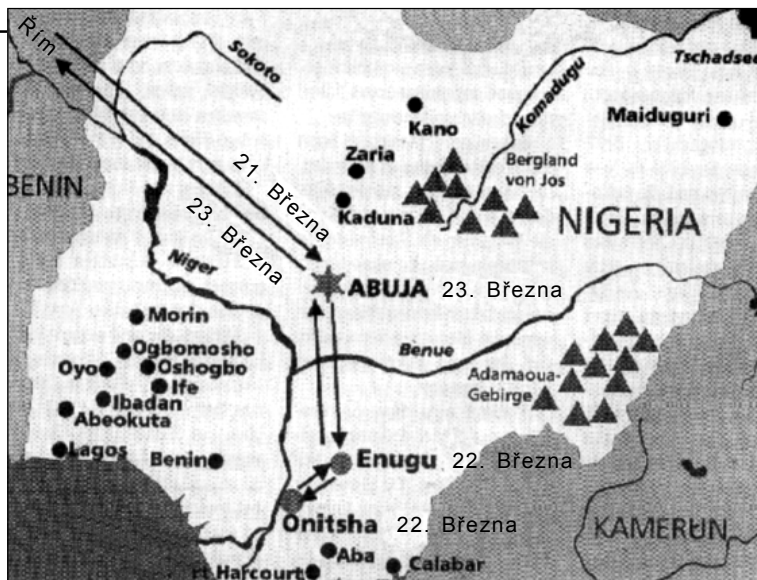 Řím
Sokoto
Komadugu
Tschadsee
Kano
Maiduguri
Zaria
Bergland
von Jos
BENIN
Kaduna
NIGERIA
21. Března
23. Března
Niger
ABUJA
23. Března
Morin
Benue
Ogbomosho
Oyo
Oshogbo
Adamaoua-
Gebirge
Ife
Ibadan
Abeokuta
Lagos
Benin
Enugu
22. Března
Onitsha
22. Března
KAMERUN
Aba
rt Harcourt
Calabar